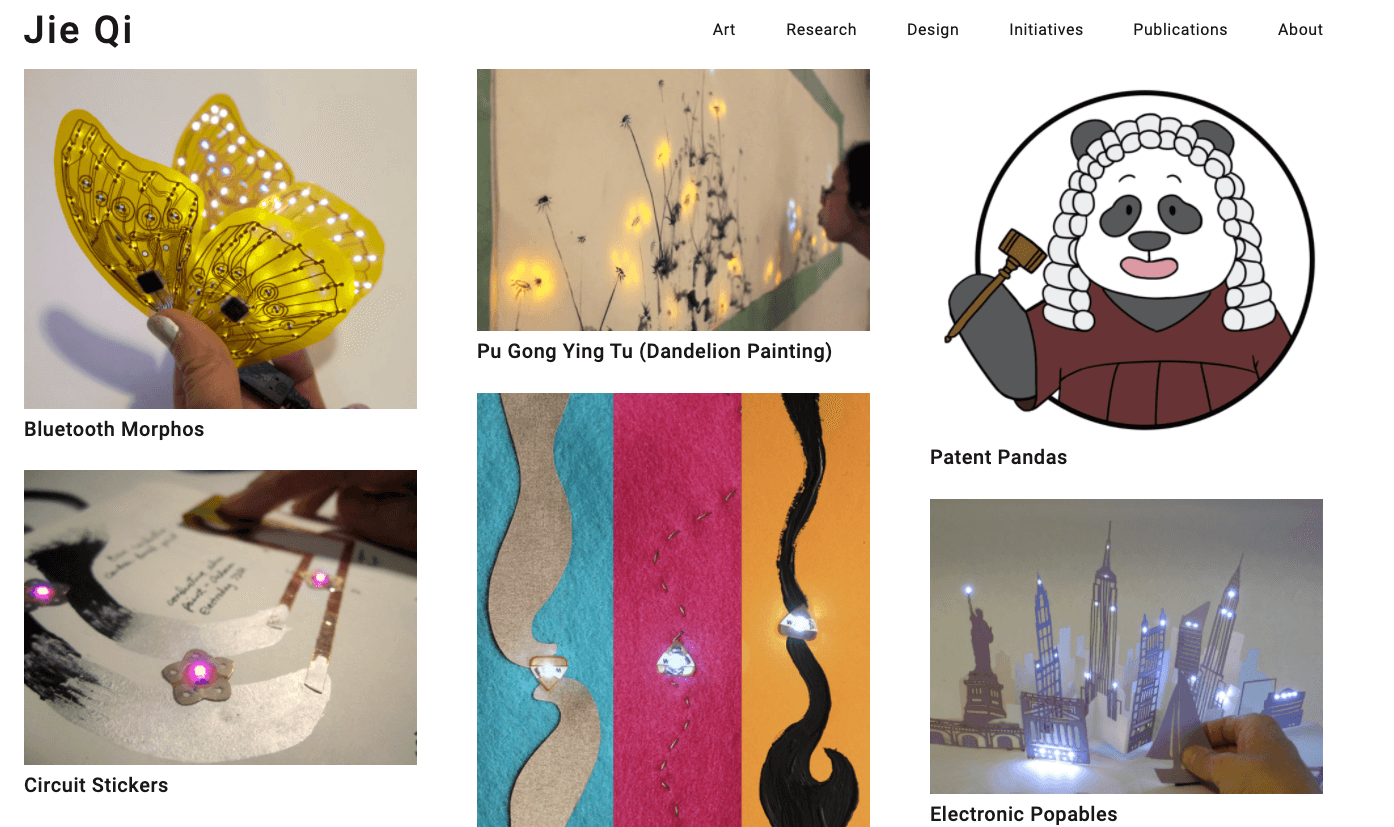 Jie Qi
Art
Research
Design
Initiatives
Publications
About
Bluetooth Morphos
Pu Gong Ying Tu (Dandelion Painting)
Patent Pandas
Circuit Stickers
Electronic Popables